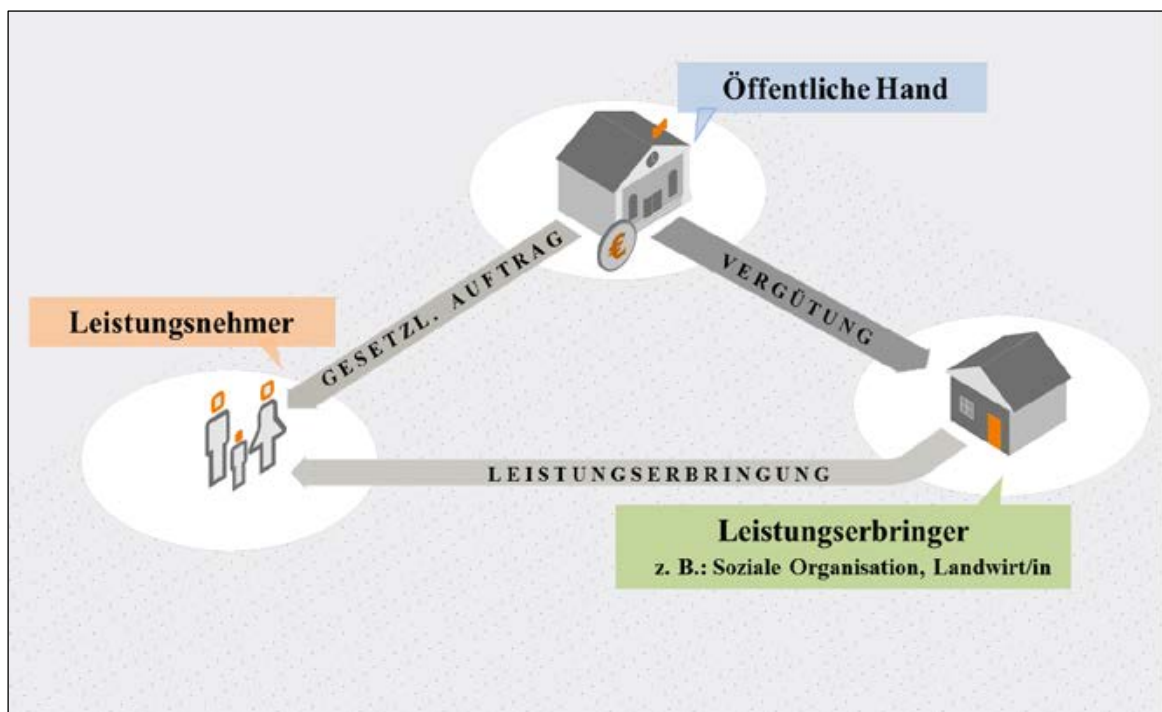 Öffentliche Hand
€
GESETZL. AUFTRAG
VERGÜTUNG
Leistungsnehmer
LEISTUNGSERBRINGUNG
Leistungserbringer
z. B.: Soziale Organisation, Landwirt/in